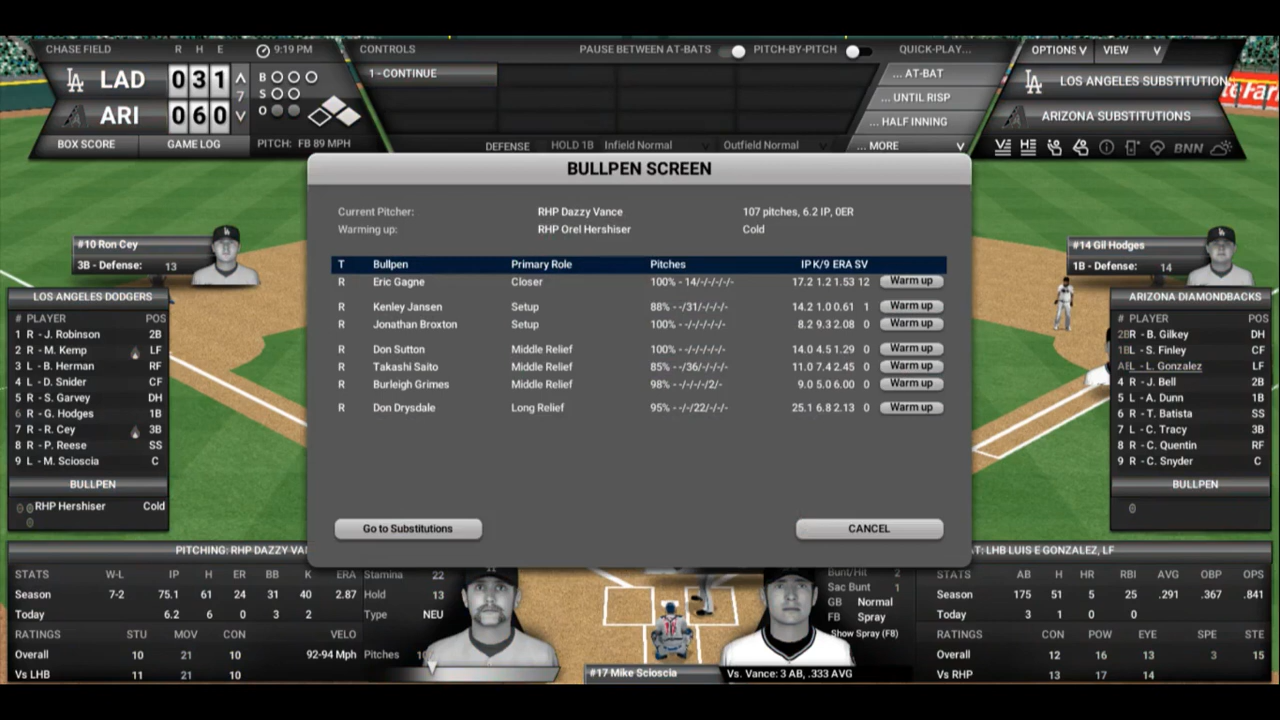 CHASE FIELD R H E 9:19 PM CONTROLS PAUSE BETWEEN AT-BATS PITCH-BY-PITCH QUICK-PLAY... OPTIONS VIEW
LAD 0 3 1 B 1 - CONTINUE ... AT-BAT LOS ANGELES SUBSTITUTION
7 S ... UNTIL RISP
ARI 0 6 0 O ... HALF INNING ARIZONA SUBSTITUTIONS
BOX SCORE GAME LOG PITCH: FB 89 MPH DEFENSE HOLD 1B Infield Normal Outfield Normal ... MORE BNN
BULLPEN SCREEN
Current Pitcher: RHP Dazzy Vance 107 pitches, 6.2 IP, 0ER
Warming up: RHP Orel Hershiser Cold
T Bullpen Primary Role Pitches IP K/9 ERA SV
R Eric Gagne Closer 100% - 14/-/-/-/-/- 17.2 1.2 1.53 12 Warm up
R Kenley Jansen Setup 88% - -/31/-/-/-/- 14.2 1.0 0.61 1 Warm up
R Jonathan Broxton Setup 100% - -/-/-/-/-/- 8.2 9.3 2.08 0 Warm up
R Don Sutton Middle Relief 100% - -/-/-/-/-/- 14.0 4.5 1.29 0 Warm up
R Takashi Saito Middle Relief 85% - -/36/-/-/-/- 11.0 7.4 2.45 0 Warm up
R Burleigh Grimes Middle Relief 98% - -/-/-/-/2/- 9.0 5.0 6.00 0 Warm up
R Don Drysdale Long Relief 95% - -/-/22/-/-/- 25.1 6.8 2.13 0 Warm up
Go to Substitutions CANCEL
#10 Ron Cey
3B - Defense: 13
#14 Gil Hodges
1B - Defense: 14
LOS ANGELES DODGERS
# PLAYER POS
1 R - J. Robinson 2B
2 R - M. Kemp LF
3 L - B. Herman RF
4 L - D. Snider CF
5 R - S. Garvey DH
6 R - G. Hodges 1B
7 R - R. Cey 3B
8 R - P. Reese SS
9 L - M. Scioscia C
BULLPEN
RHP Hershiser Cold
ARIZONA DIAMONDBACKS
# PLAYER POS
2B R - B. Gilkey DH
1B L - S. Finley CF
AB L - L. Gonzalez LF
4 R - J. Bell 2B
5 L - A. Dunn 1B
6 R - T. Batista SS
7 L - C. Tracy 3B
8 R - C. Quentin RF
9 R - C. Snyder C
BULLPEN
0
PITCHING: RHP DAZZY VAN
STATS W-L IP H ER BB K ERA
Season 7-2 75.1 61 24 31 40 2.87
Today 6.2 6 0 3 2
RATINGS STU MOV CON VELO
Overall 10 21 10 92-94 Mph
Vs LHB 11 21 10
Stamina 22
Hold 13
Type NEU
Pitches
#17 Mike Scioscia
Vs. Vance: 3 AB, .333 AVG
Bunt/Hit 2
Sac Bunt 1
GB Normal
FB Spray
Show Spray (F8)
T: LHB LUIS E GONZALEZ, LF
STATS AB H HR RBI AVG OBP OPS
Season 175 51 5 25 .291 .367 .841
Today 3 1 0 0
RATINGS CON POW EYE SPE STE
Overall 12 16 13 3 15
Vs RHP 13 17 14